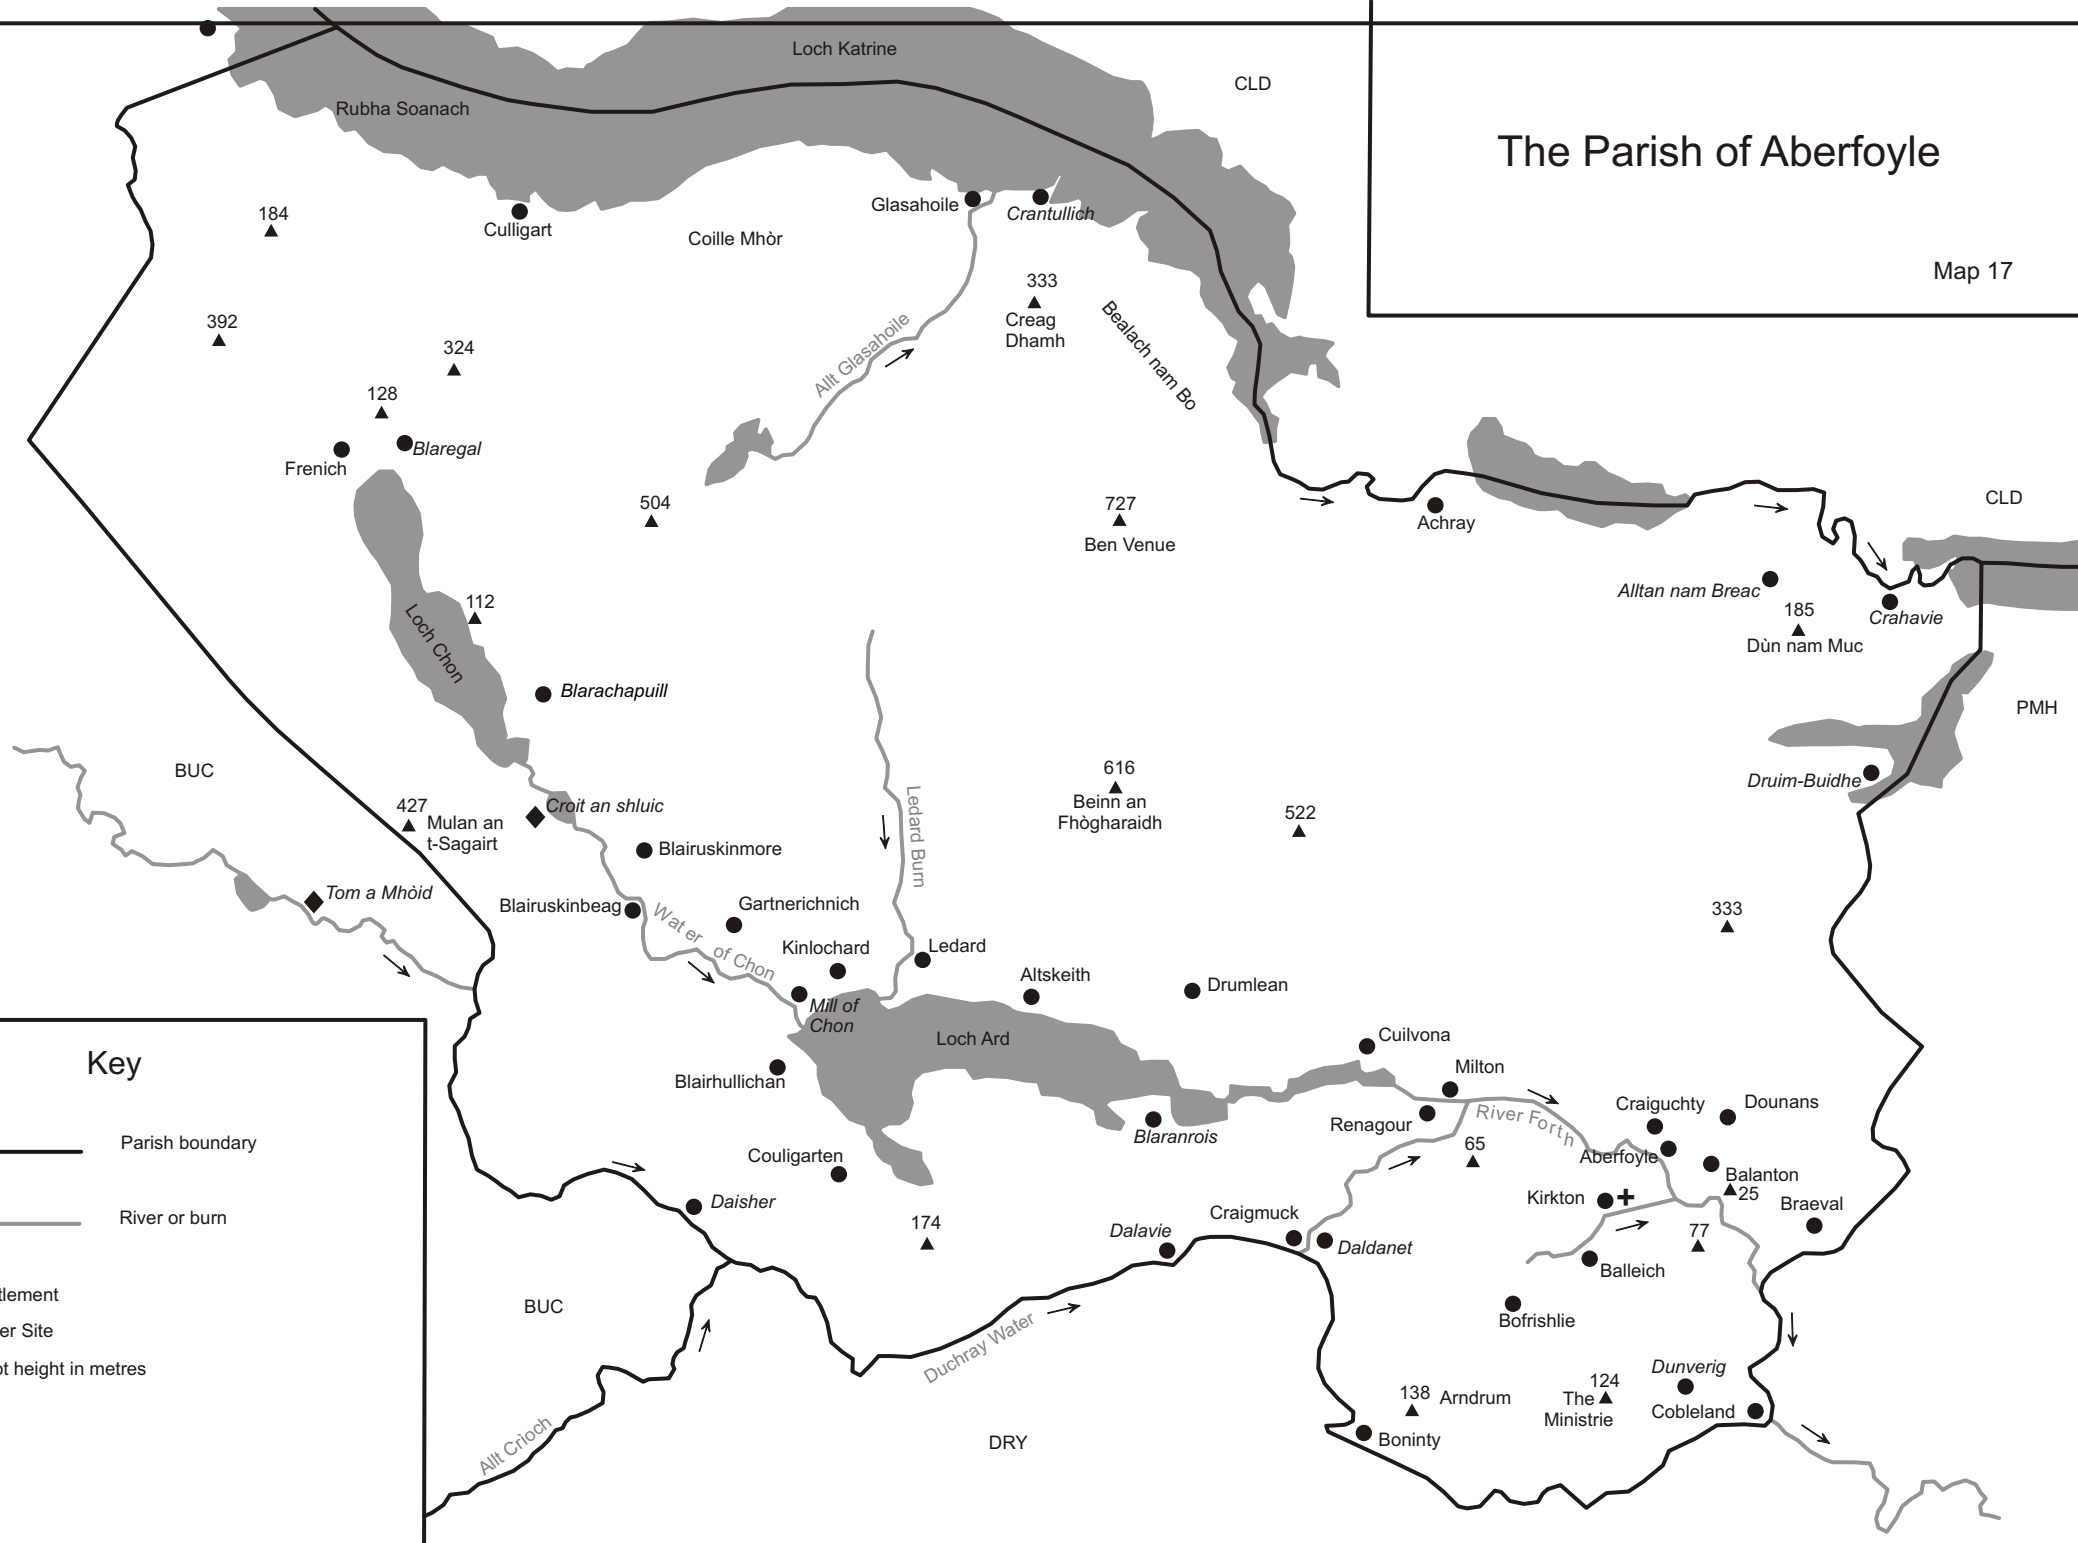 Loch Katrine
CLD
Rubha Soanach
The Parish of Aberfoyle
Map 17
184
Culligart
Coille Mhòr
Glasahoile
Crantullich
392
324
333
Creag
Dhamh
Bealach nam Bo
Allt Glasahoile
128
Blaregal
Frenich
504
727
Ben Venue
Achray
CLD
Alltan nam Breac
185
Dùn nam Muc
Crahavie
112
Loch Chon
Blarachapuill
PMH
BUC
616
Beinn an
Fhògharaidh
522
Druim-Buidhe
Ledard Burn
427
Mulan an
t-Sagairt
Croit an shluic
Blairuskinmore
Tom a Mhòid
Blairuskinbeag
Water of Chon
Gartnerichnich
Kinlochard
Ledard
333
Mill of
Chon
Altskeith
Drumlean
Loch Ard
Cuilvona
Milton
Key
Blairhullichan
Blaranrois
Renagour
River Forth
Craiguchty
Dounans
Parish boundary
Couligarten
65
Aberfoyle
Balanton
25
Daisher
Kirkton
Braeval
River or burn
174
Dalavie
Craigmuck
Daldanet
77
Balleich
tlement
BUC
er Site
Duchray Water
Bofrishlie
ot height in metres
Dunverig
138
Arndrum
124
The
Ministrie
Cobleland
Allt Crìoch
DRY
Boninty